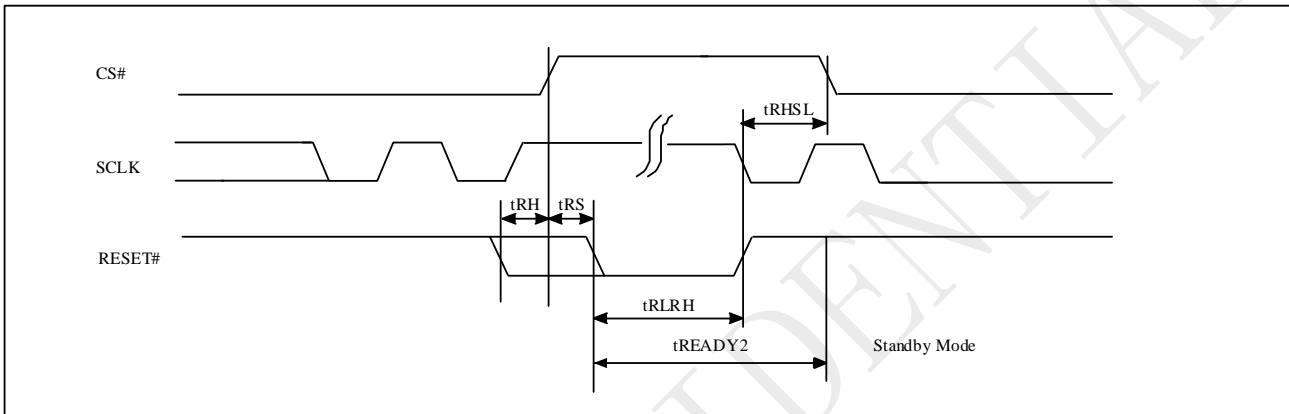 CS#
tRHSL
SCLK
tRH
tRS
RESET#
tRLRH
tREADY2
Standby Mode